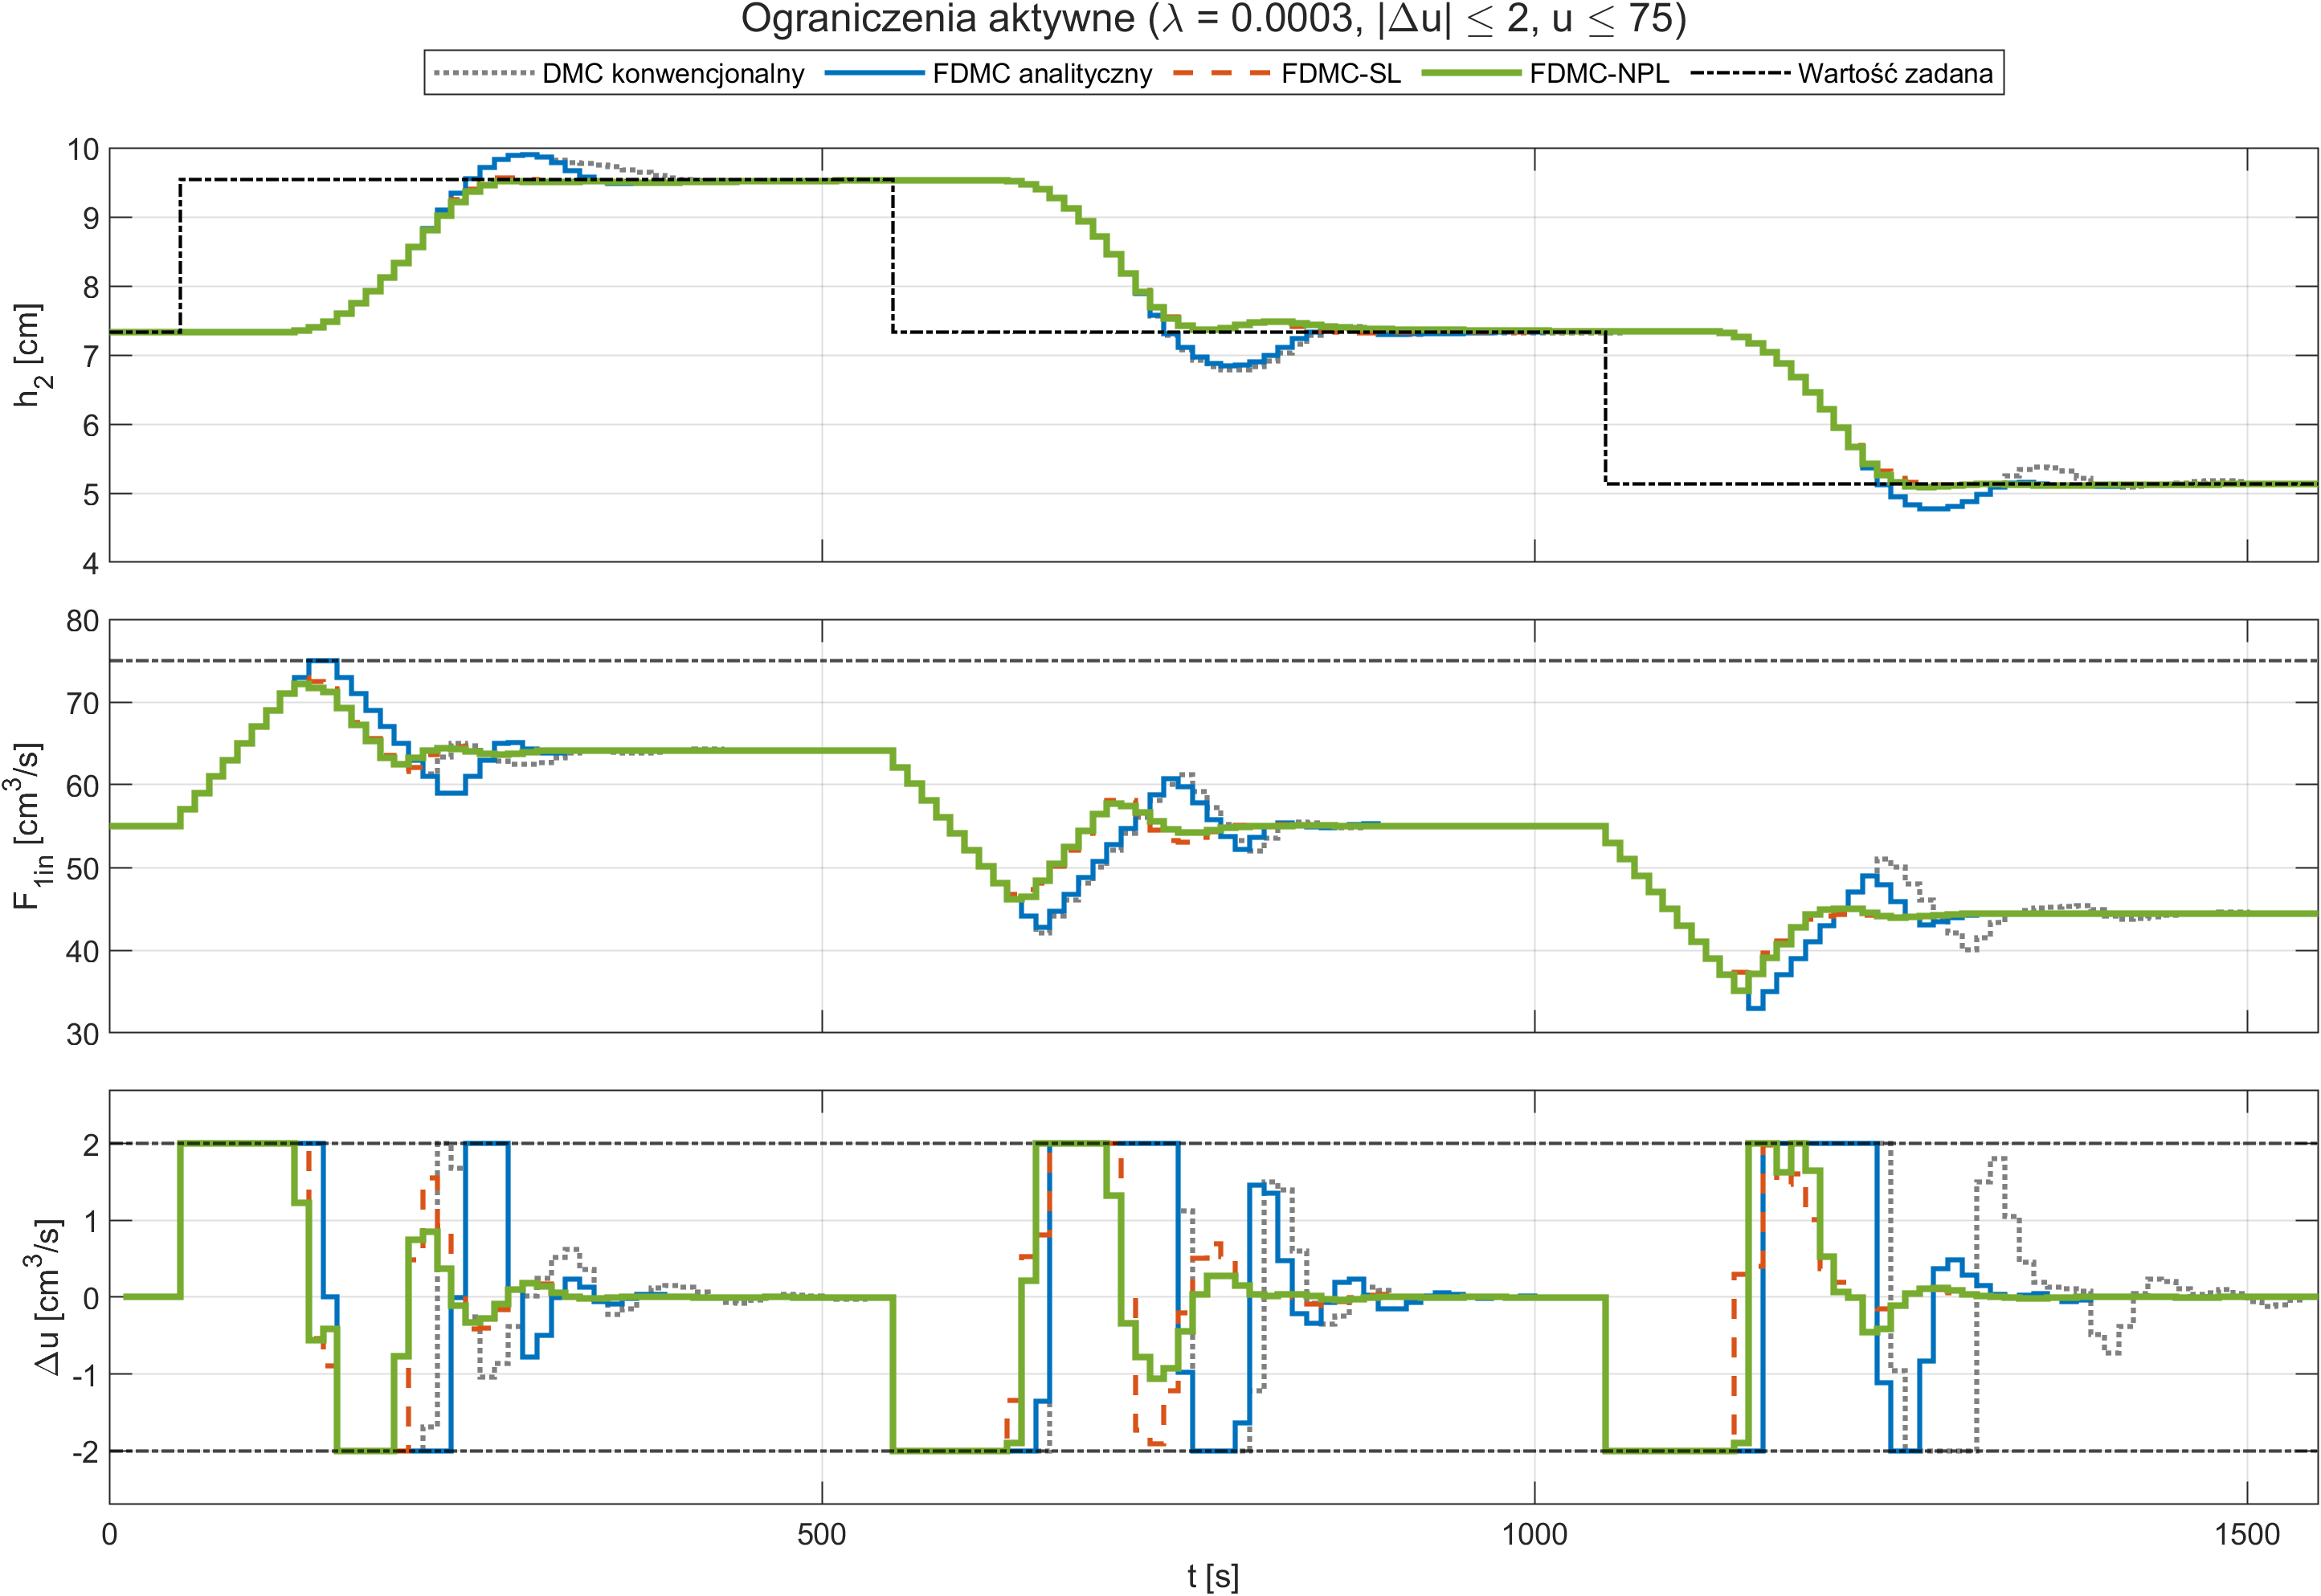 Ograniczenia aktywne (λ = 0.0003, |Δu| ≤ 2, u ≤ 75)
DMC konwencjonalny FDMC analityczny FDMC-SL FDMC-NPL Wartość zadana
10
9
8
7
6
5
4
h2 [cm]
80
70
60
50
40
30
F1in [cm3/s]
2
1
0
-1
-2
Δu [cm3/s]
0 500 1000 1500
t [s]